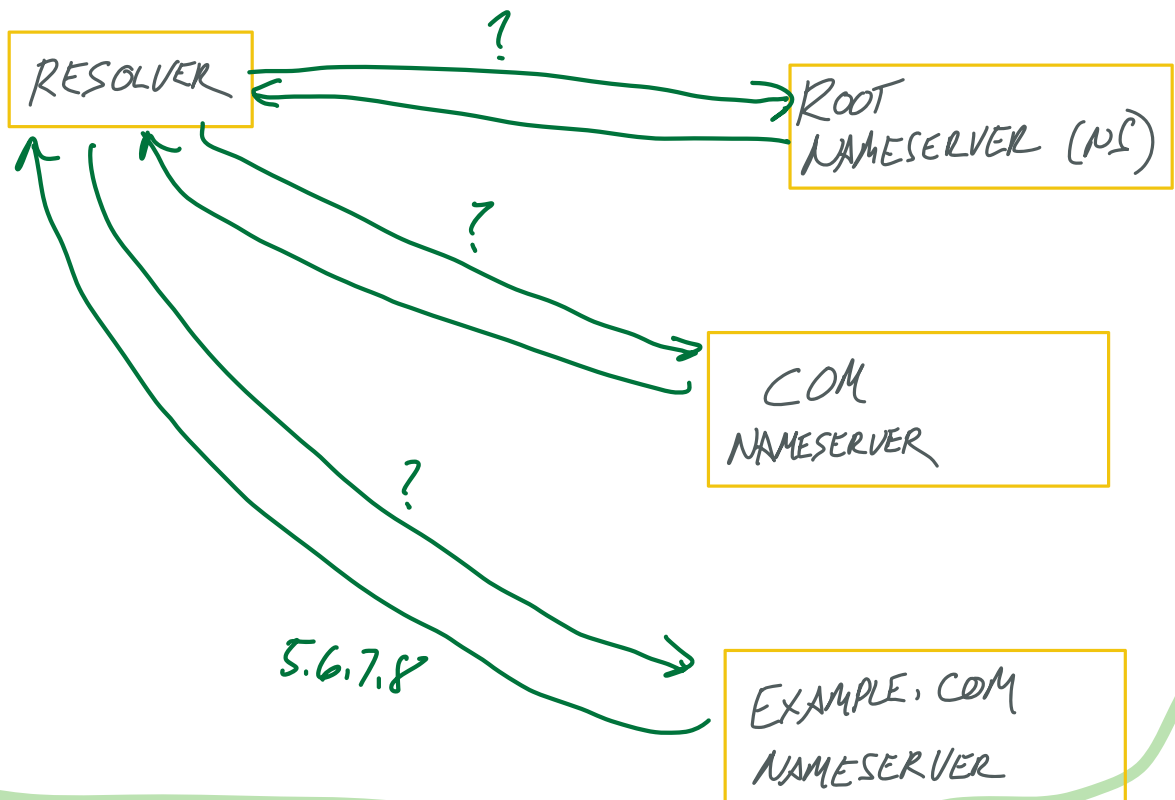 ?
RESOLVER
ROOT
NAMESERVER (NS)
?
COM
NAMESERVER
?
5.6.7.8
EXAMPLE.COM
NAMESERVER